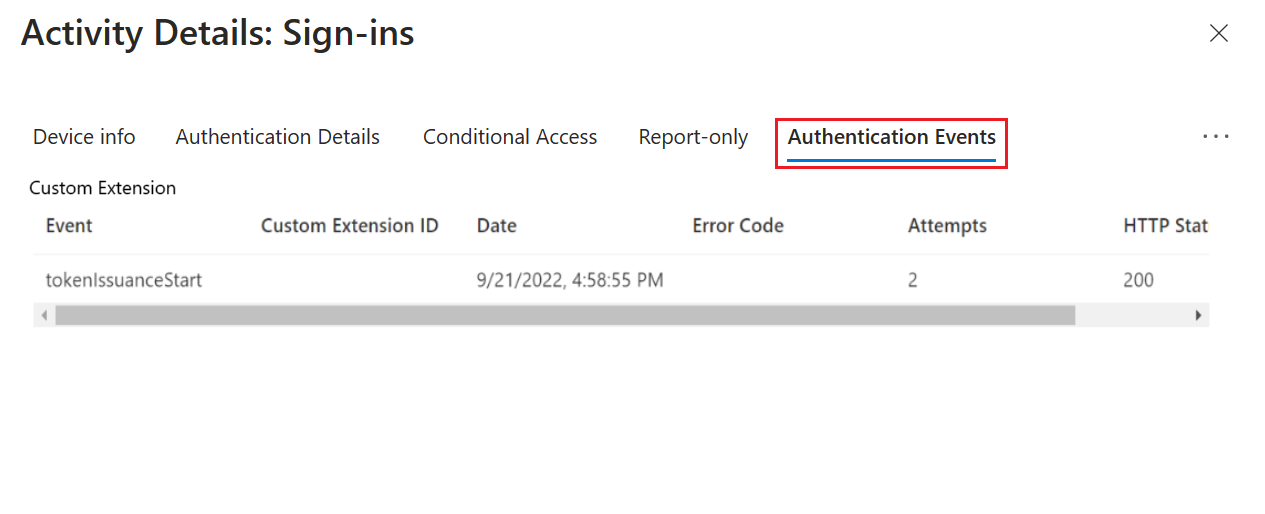 Activity Details: Sign-ins
Device info Authentication Details Conditional Access Report-only Authentication Events
Custom Extension
Event Custom Extension ID Date Error Code Attempts HTTP Stat
tokenIssuanceStart 9/21/2022, 4:58:55 PM 2 200